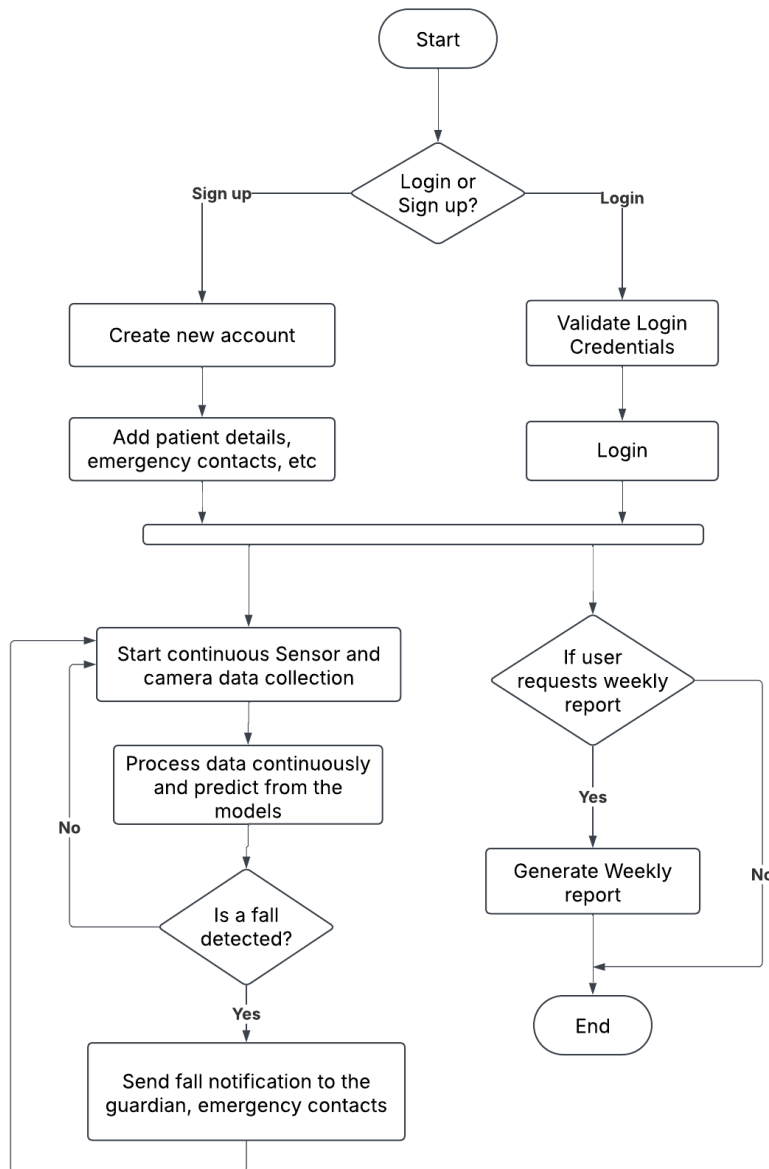 Start
Login or
Sign up?
Sign up
Login
Create new account
Validate Login
Credentials
Add patient details,
emergency contacts, etc
Login
Start continuous Sensor and
camera data collection
If user
requests weekly
report
Process data continuously
and predict from the
models
Yes
No
Generate Weekly
report
No
Is a fall
detected?
Yes
End
Send fall notification to the
guardian, emergency contacts